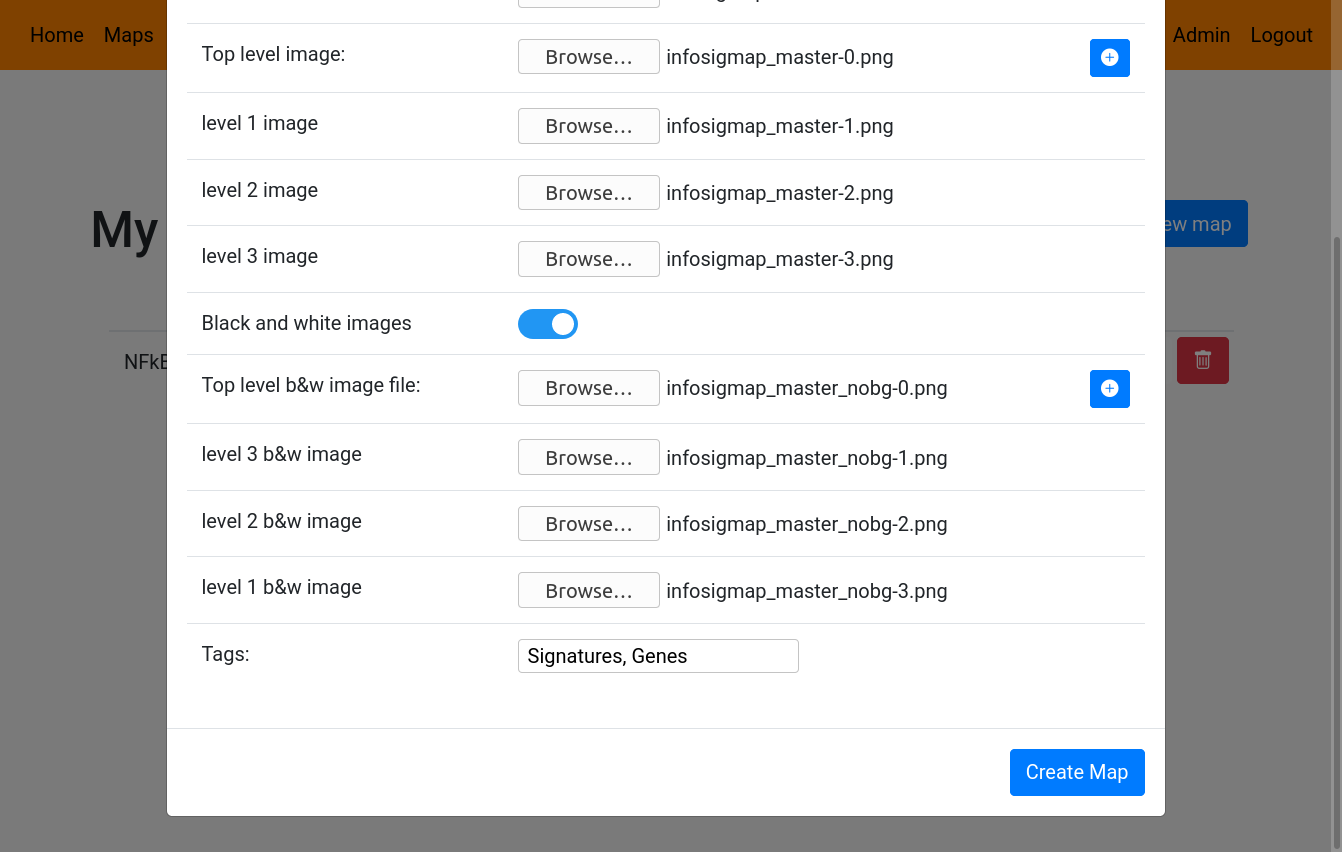 Home Maps Admin Logout
Top level image: Browse... infosigmap_master-0.png
level 1 image Browse... infosigmap_master-1.png
level 2 image Browse... infosigmap_master-2.png
My ew map
level 3 image Browse... infosigmap_master-3.png
Black and white images
NFkB
Top level b&w image file: Browse... infosigmap_master_nobg-0.png
level 3 b&w image Browse... infosigmap_master_nobg-1.png
level 2 b&w image Browse... infosigmap_master_nobg-2.png
level 1 b&w image Browse... infosigmap_master_nobg-3.png
Tags: Signatures, Genes
Create Map